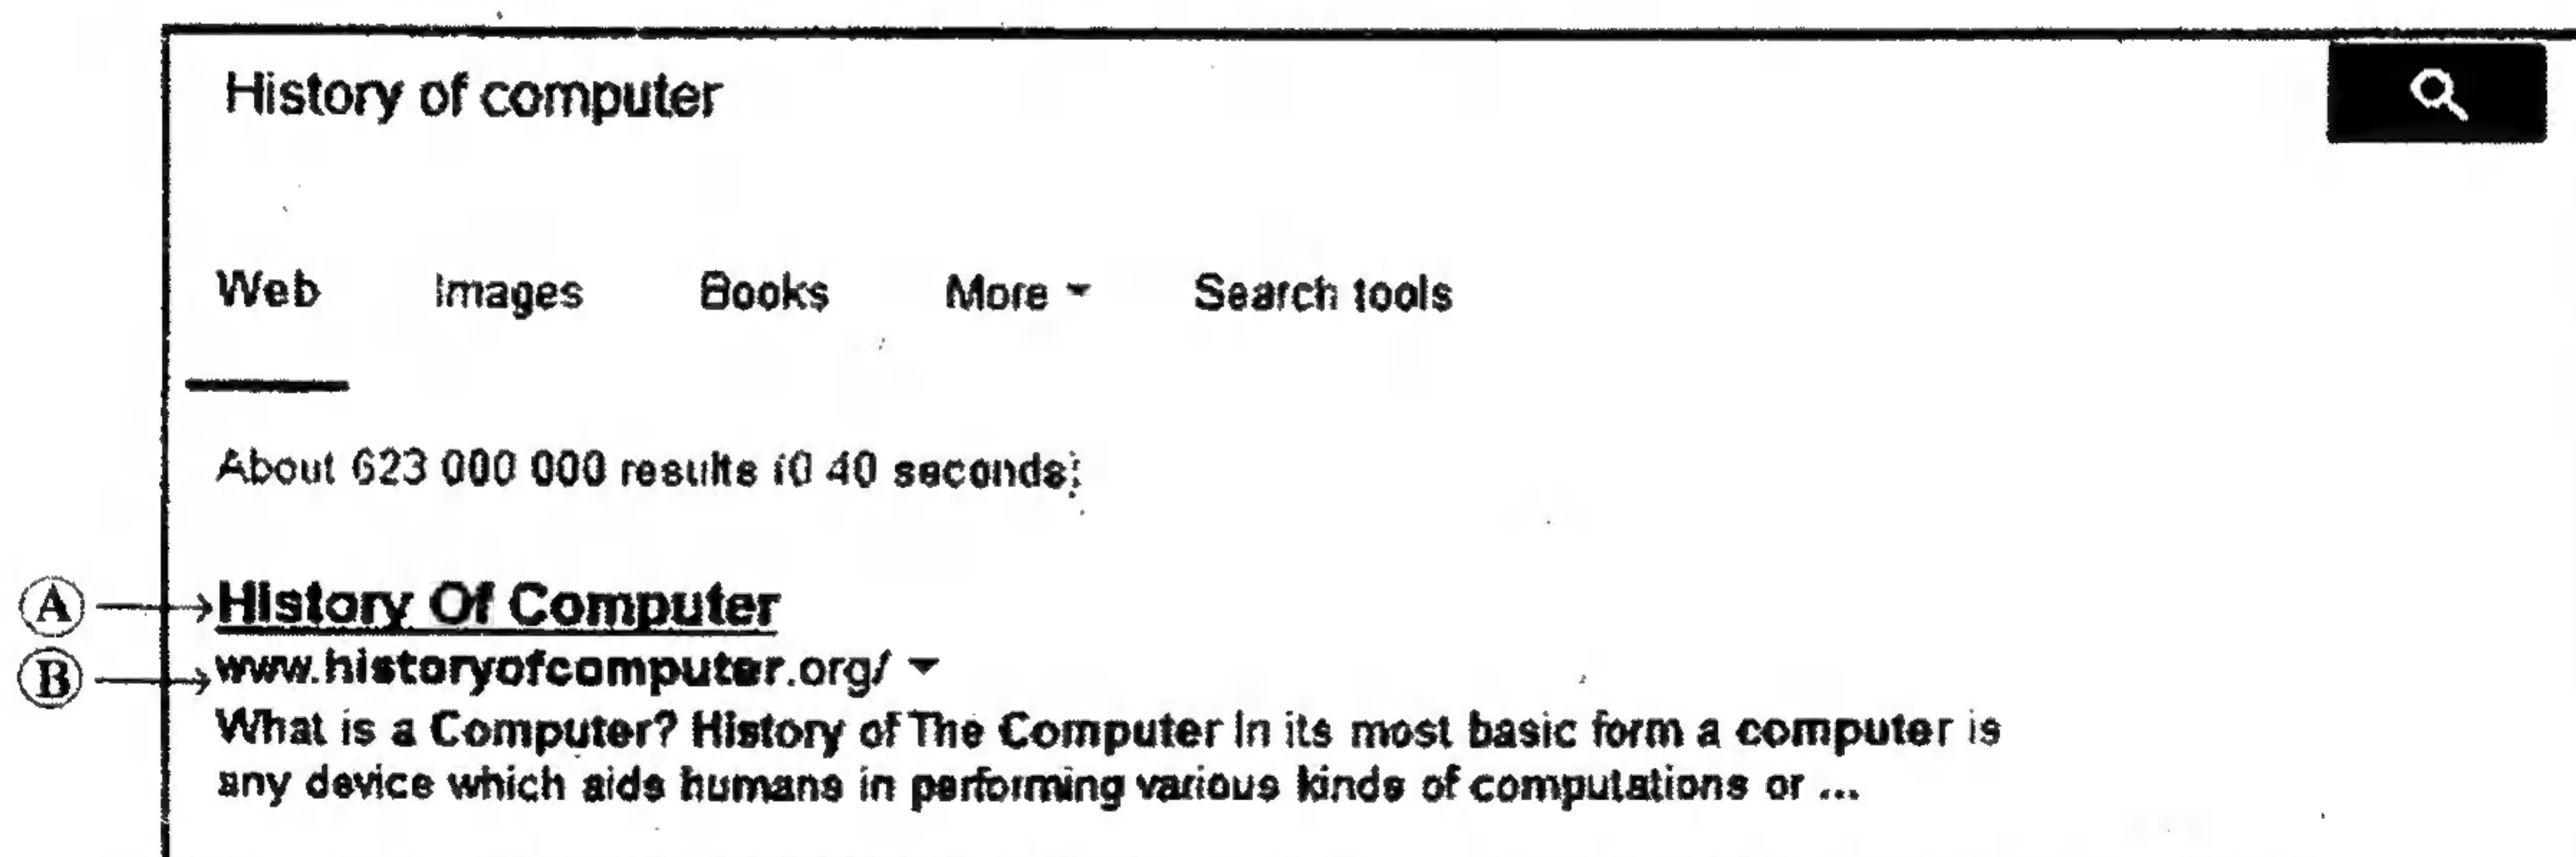 History of computer
Web Images Books More Search tools
About 623 000 000 results (0 40 seconds)
A History Of Computer
B www.historyofcomputer.org/
What is a Computer? History of The Computer In its most basic form a computer is
any device which aids humans in performing various kinds of computations or ...